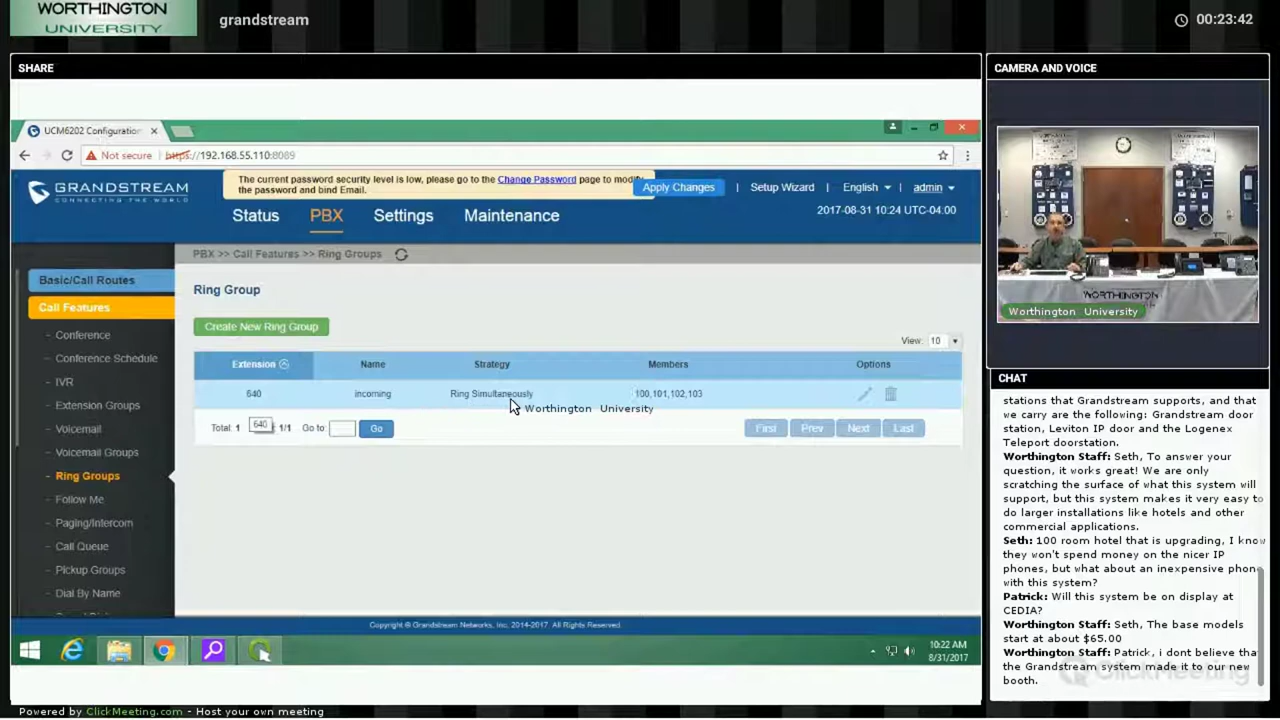 WORTHINGTON
UNIVERSITY
grandstream
00:23:42
SHARE
UCM6202 Configuration
Not secure https://192.168.55.110:8089
GRANDSTREAM
CONNECTING THE WORLD
The current password security level is low, please go to the Change Password page to modify
the password and bind Email.
Apply Changes
Setup Wizard
English
admin
Status PBX Settings Maintenance
2017-08-31 10:24 UTC-04:00
PBX >> Call Features >> Ring Groups
Basic/Call Routes
Call Features
- Conference
- Conference Schedule
- IVR
- Extension Groups
- Voicemail
- Voicemail Groups
- Ring Groups
- Follow Me
- Paging/Intercom
- Call Queue
- Pickup Groups
- Dial By Name
Ring Group
Create New Ring Group
View: 10
Extension Name Strategy Members Options
640 incoming Ring Simultaneously 100,101,102,103
Worthington University
Total: 1 640 1/1 Go to: Go First Prev Next Last
Copyright © Grandstream Networks, Inc. 2014-2017. All Rights Reserved.
10:22 AM
8/31/2017
CAMERA AND VOICE
WORTHINGTON
Worthington University
CHAT
stations that Grandstream supports, and that
we carry are the following: Grandstream door
station, Leviton IP door and the Logenex
Teleport doorstation.
Worthington Staff: Seth, To answer your
question, it works great! We are only
scratching the surface of what this system will
support, but this system makes it very easy to
do larger installations like hotels and other
commercial applications.
Seth: 100 room hotel that is upgrading, I know
they won't spend money on the nicer IP
phones, but what about an inexpensive phone
with this system?
Patrick: Will this system be on display at
CEDIA?
Worthington Staff: Seth, The base models
start at about $65.00
Worthington Staff: Patrick, i dont believe that
the Grandstream system made it to our new
booth.
ClickMeeting
Powered by ClickMeeting.com - Host your own meeting